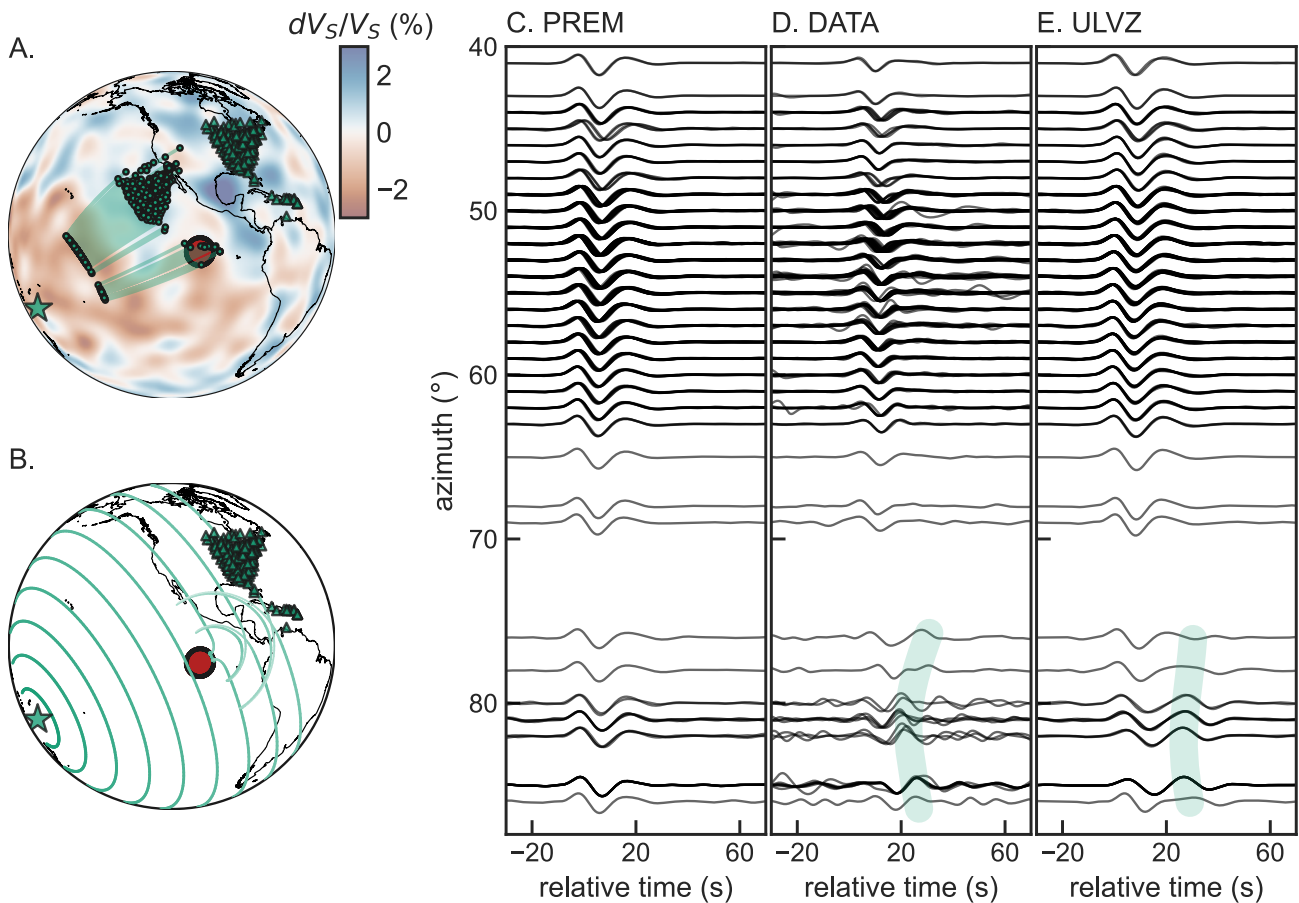 A.
dV_S/V_S (%)
2
0
−2
B.
C. PREM
D. DATA
E. ULVZ
azimuth (°)
40
50
60
70
80
−20
20
60
−20
20
60
−20
20
60
relative time (s)
relative time (s)
relative time (s)